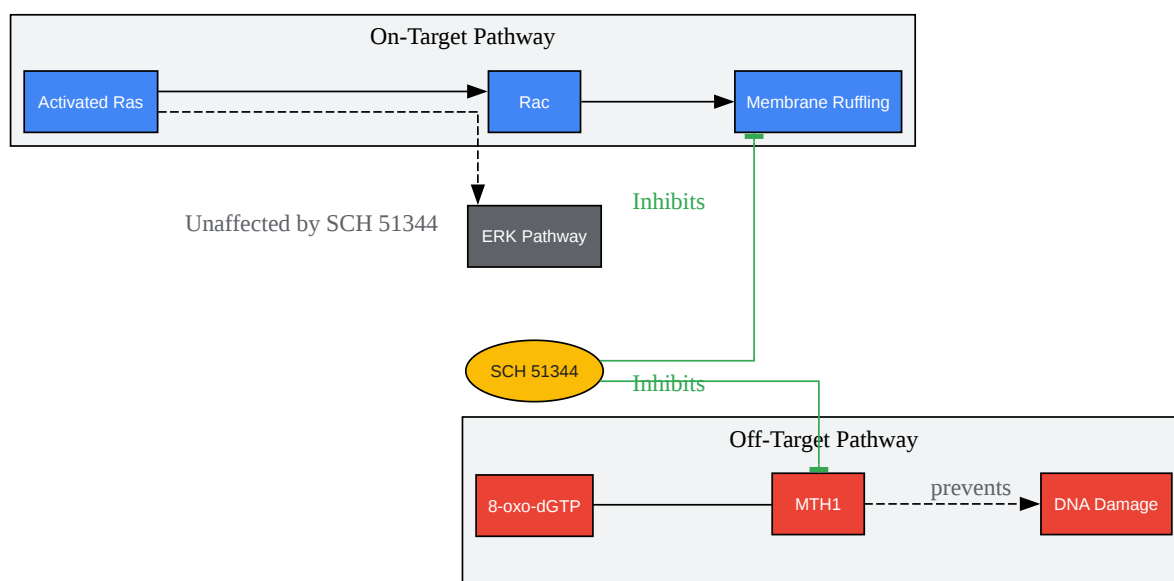 On-Target Pathway
Activated Ras
Rac
Membrane Ruffling
Inhibits
Unaffected by SCH 51344
ERK Pathway
SCH 51344
Inhibits
Off-Target Pathway
8-oxo-dGTP
MTH1
prevents
DNA Damage